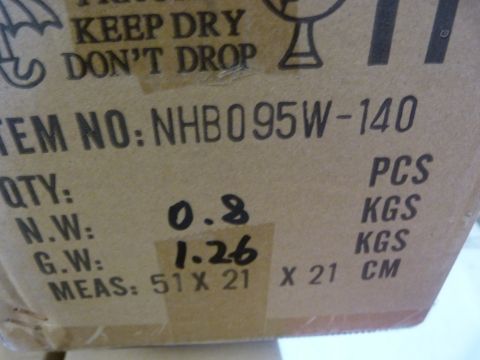 KEEP DRY
DON'T DROP
ITEM NO: NHB095W-140
QTY: PCS
N.W: 0.8 KGS
G.W: 1.26 KGS
MEAS: 51 X 21 X 21 CM